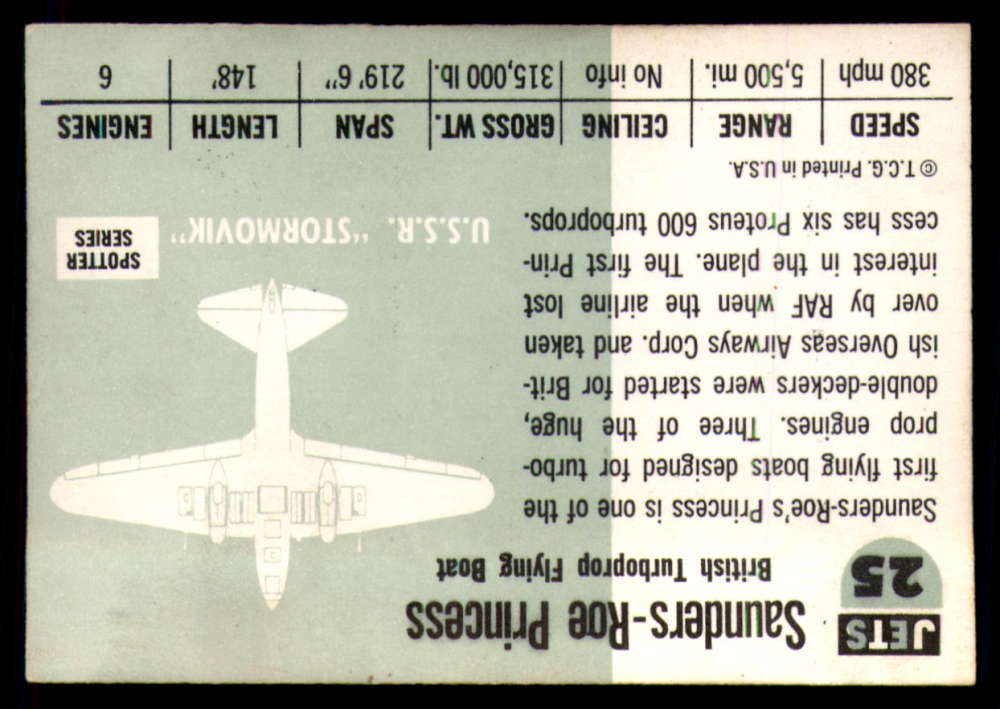 JETS
25
Saunders-Roe Princess
British Turboprop Flying Boat
Saunders-Roe's Princess is one of the
first flying boats designed for turbo-
prop engines. Three of the huge,
double-deckers were started for Brit-
ish Overseas Airways Corp. and taken
over by RAF when the airline lost
interest in the plane. The first Prin-
cess has six Proteus 600 turboprops.
© T.C.G. Printed in U.S.A.
SPOTTER
SERIES
U.S.S.R. "STORMOVIK"
SPEED RANGE CEILING GROSS WT. SPAN LENGTH ENGINES
380 mph 5,500 mi. No info 315,000 lb. 219' 6" 148' 6